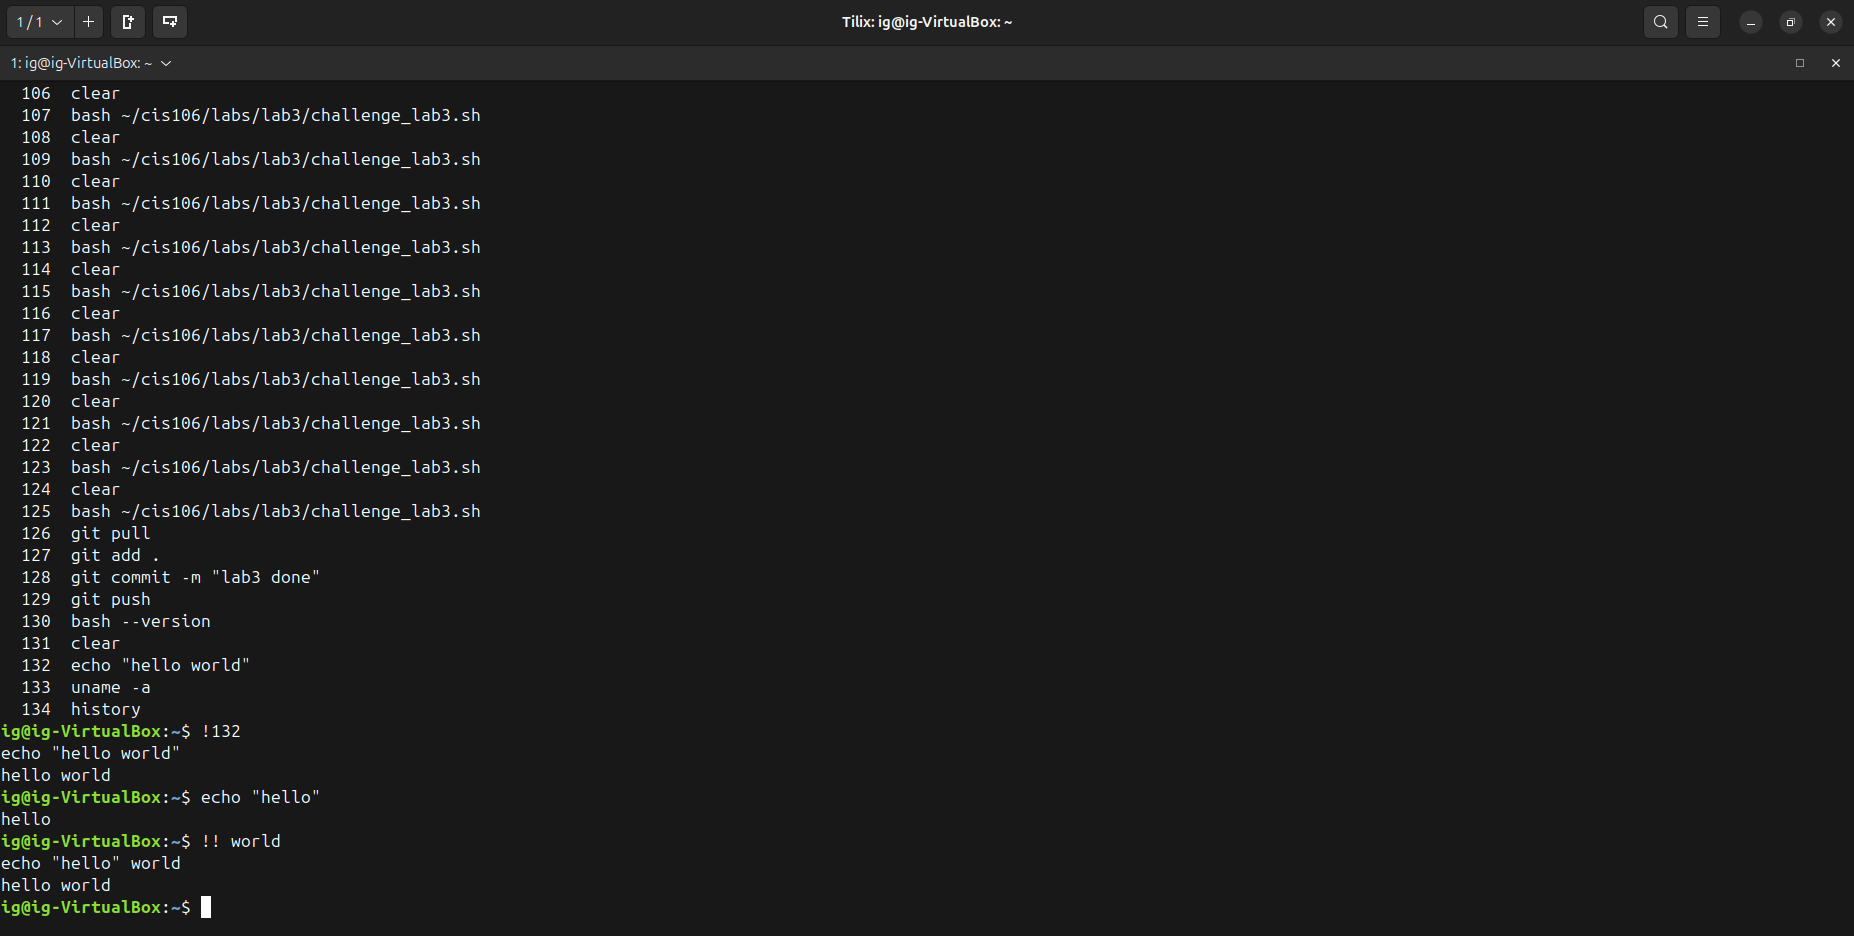 1 / 1
Tilix: ig@ig-VirtualBox: ~
1: ig@ig-VirtualBox: ~
106  clear
107  bash ~/cis106/labs/lab3/challenge_lab3.sh
108  clear
109  bash ~/cis106/labs/lab3/challenge_lab3.sh
110  clear
111  bash ~/cis106/labs/lab3/challenge_lab3.sh
112  clear
113  bash ~/cis106/labs/lab3/challenge_lab3.sh
114  clear
115  bash ~/cis106/labs/lab3/challenge_lab3.sh
116  clear
117  bash ~/cis106/labs/lab3/challenge_lab3.sh
118  clear
119  bash ~/cis106/labs/lab3/challenge_lab3.sh
120  clear
121  bash ~/cis106/labs/lab3/challenge_lab3.sh
122  clear
123  bash ~/cis106/labs/lab3/challenge_lab3.sh
124  clear
125  bash ~/cis106/labs/lab3/challenge_lab3.sh
126  git pull
127  git add .
128  git commit -m "lab3 done"
129  git push
130  bash --version
131  clear
132  echo "hello world"
133  uname -a
134  history
ig@ig-VirtualBox:~$ !132
echo "hello world"
hello world
ig@ig-VirtualBox:~$ echo "hello"
hello
ig@ig-VirtualBox:~$ !! world
echo "hello" world
hello world
ig@ig-VirtualBox:~$